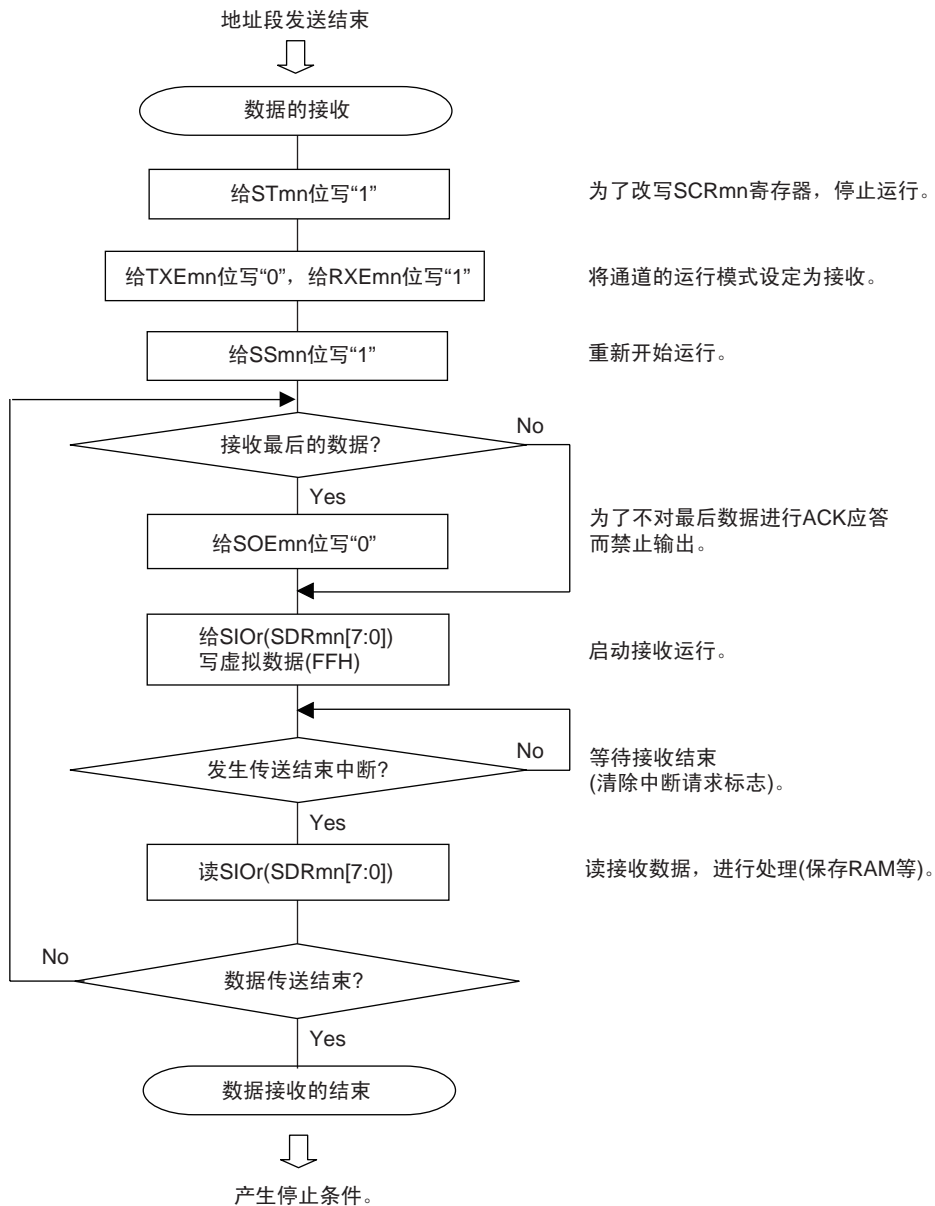 地址段发送结束
数据的接收
给STmn位写“1”
为了改写SCRmn寄存器，停止运行。
给TXEmn位写“0”，给RXEmn位写“1”
将通道的运行模式设定为接收。
给SSmn位写“1”
重新开始运行。
接收最后的数据?
No
Yes
给SOEmn位写“0”
为了不对最后数据进行ACK应答
而禁止输出。
给SIOr(SDRmn[7:0])
写虚拟数据(FFH)
启动接收运行。
发生传送结束中断?
No
等待接收结束
(清除中断请求标志)。
Yes
读SIOr(SDRmn[7:0])
读接收数据，进行处理(保存RAM等)。
No
数据传送结束?
Yes
数据接收的结束
产生停止条件。